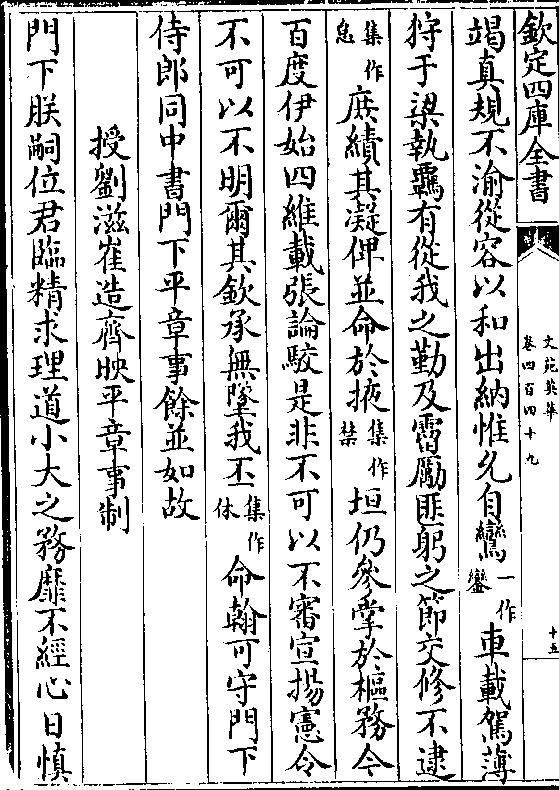 欽定四庫全書
文苑英華
卷四百四十九
十五
竭真規不渝從容以和出納惟允自鸞一作鑾車載駕薄
狩于梁執羈有從我之勤及霤勵匪躬之節交修不逮
集作怠庶績其凝俾並命於掖集作禁垣仍參掌於樞務今
百度伊始四維載張論駮是非不可以不審宣揚憲令
不可以不明爾其欽承無墜我丕集作休命翰可守門下
侍郎同中書門下平章事餘並如故
授劉滋崔造齊映平章事制
門下朕嗣位君臨精求理道小大之務靡不經心日慎